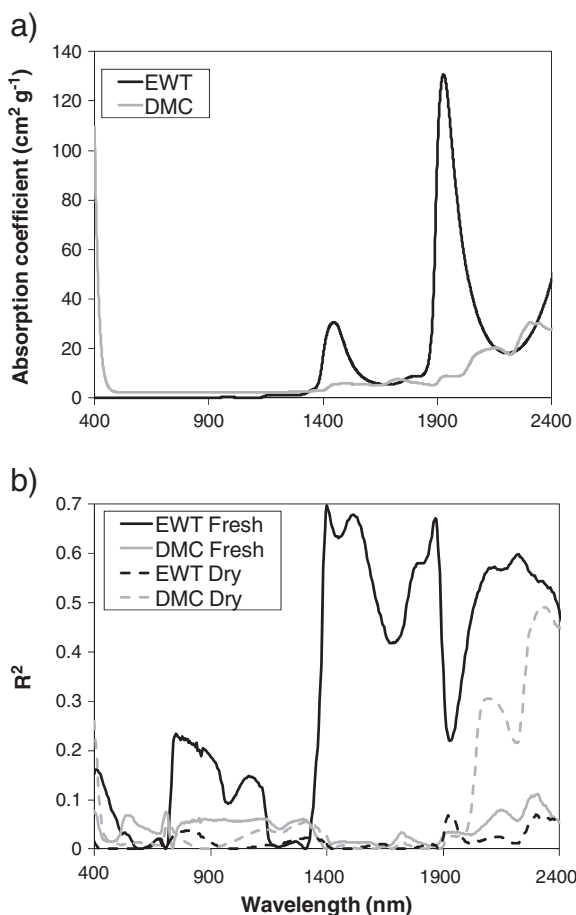 a)
140
120
100
80
60
40
20
0
Absorption coefficient (cm² g⁻¹)
EWT
DMC
400 900 1400 1900 2400
b)
0.7
0.6
0.5
0.4
0.3
0.2
0.1
0
R²
EWT Fresh
DMC Fresh
EWT Dry
DMC Dry
400 900 1400 1900 2400
Wavelength (nm)